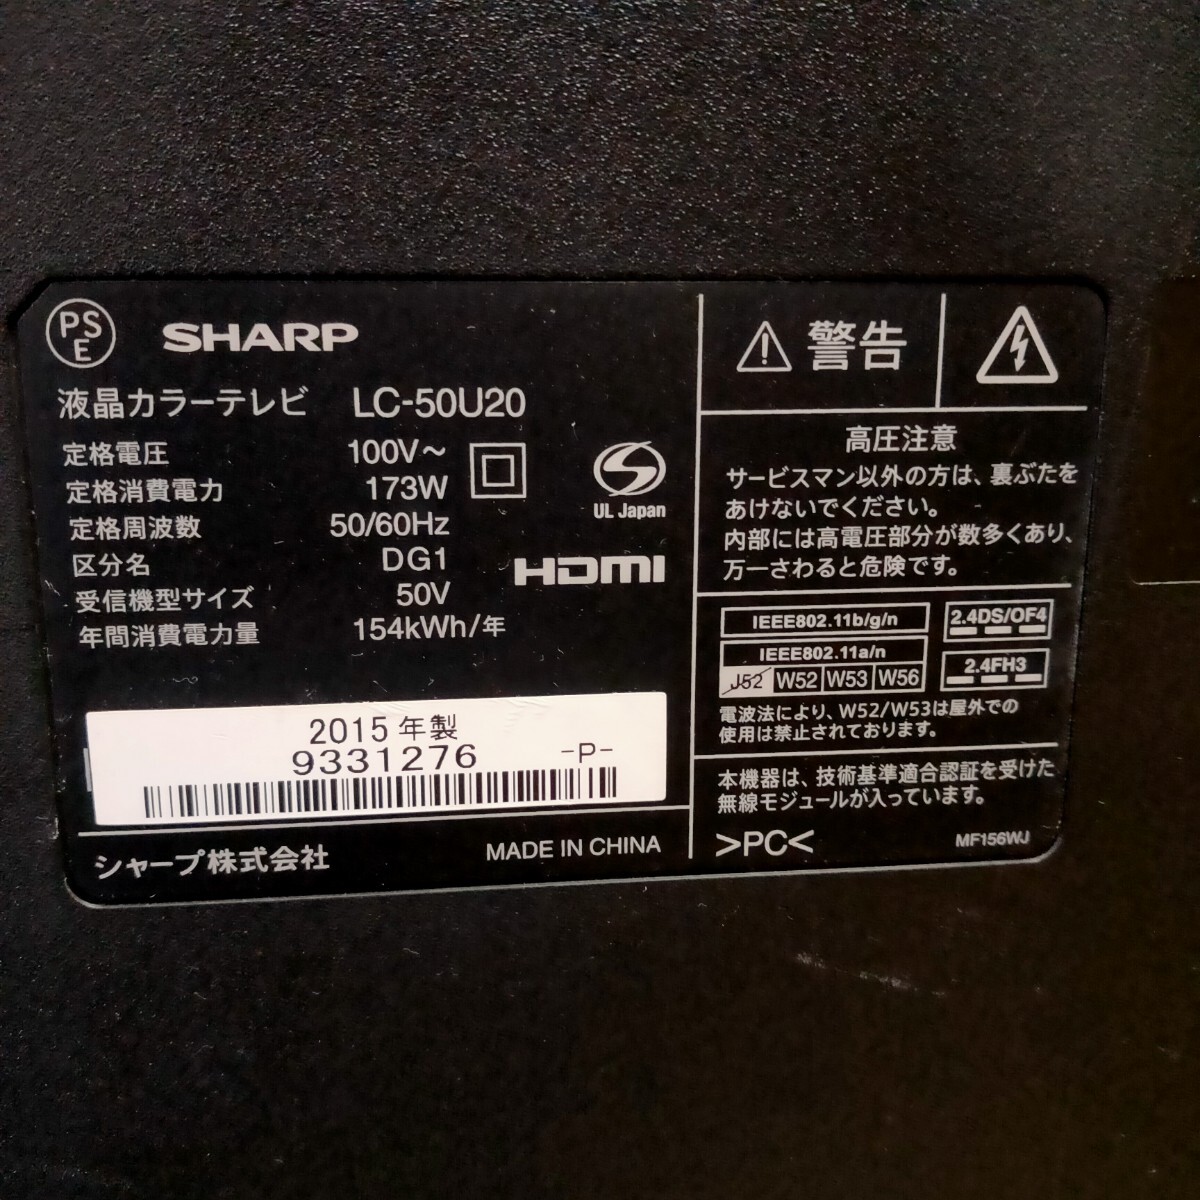 PS
E
SHARP
液晶カラーテレビ LC-50U20
定格電圧 100V～
定格消費電力 173W
定格周波数 50/60Hz
区分名 DG1
受信機型サイズ 50V
年間消費電力量 154kWh/年
S
UL Japan
HDMI
2015年製
9331276 -P-
シャープ株式会社 MADE IN CHINA
警告
高圧注意
サービスマン以外の方は、裏ぶたを
あけないでください。
内部には高電圧部分が数多くあり、
万一さわると危険です。
IEEE802.11b/g/n
IEEE802.11a/n
J52 W52 W53 W56
2.4DS/OF4
2.4FH3
電波法により、W52/W53は屋外での
使用は禁止されております。
本機器は、技術基準適合認証を受けた
無線モジュールが入っています。
>PC< MF156WJ